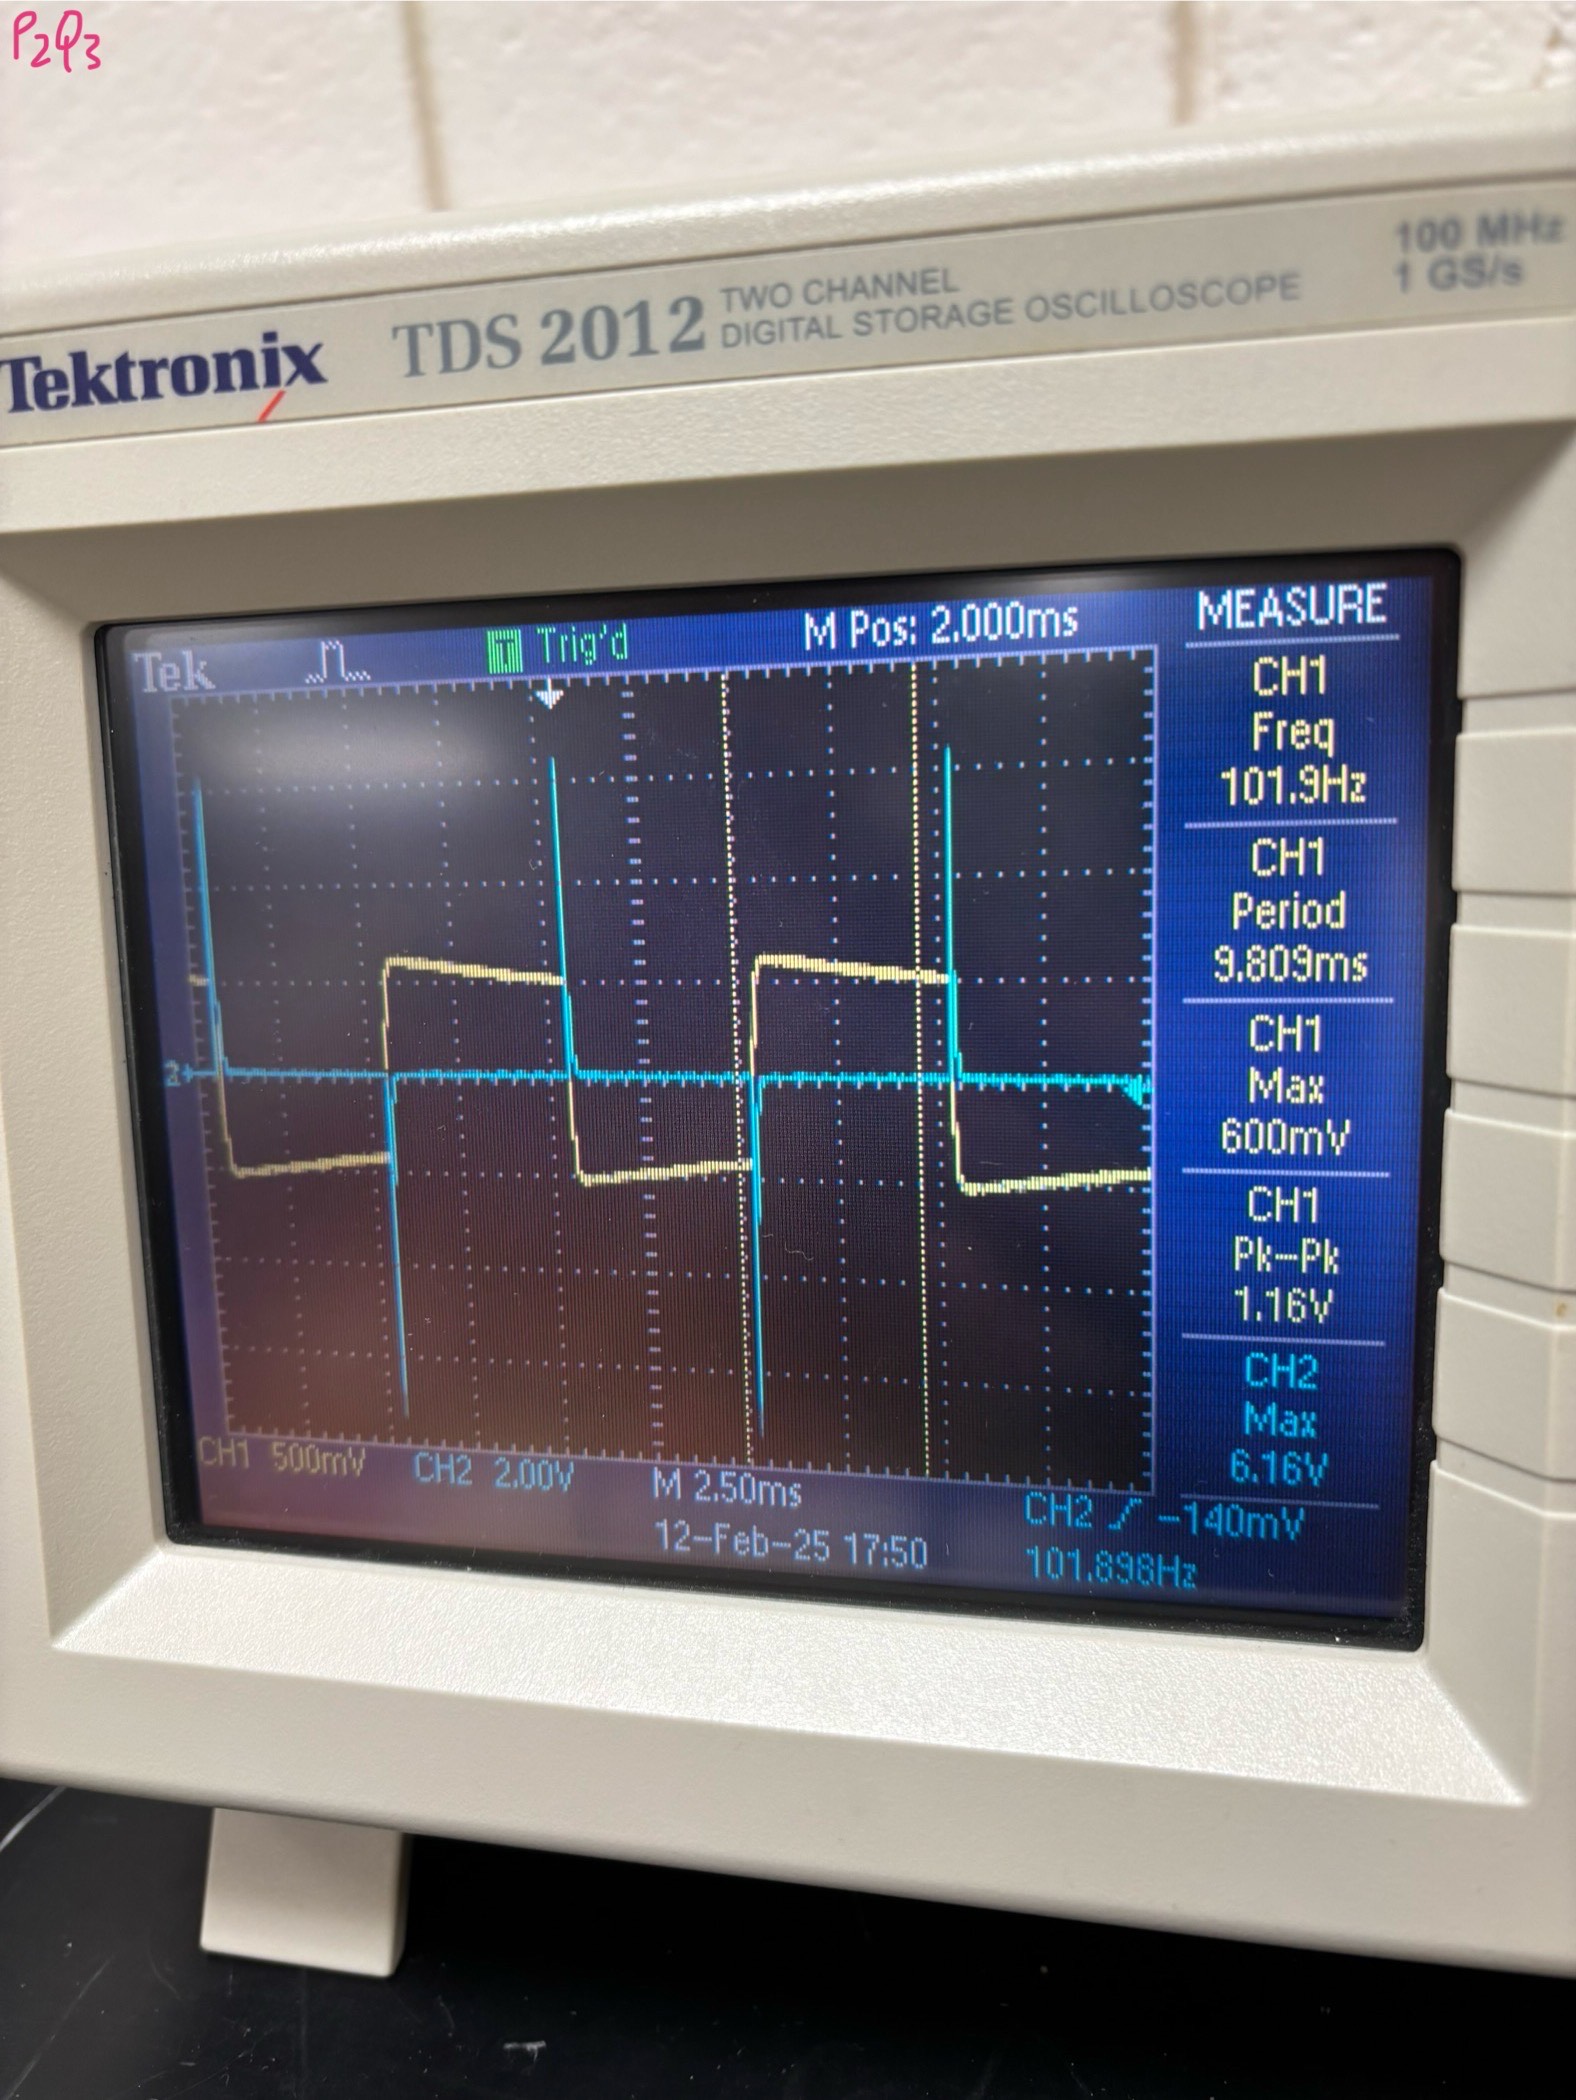 P2Q3
100 MHz
1 GS/s
Tektronix TDS 2012 TWO CHANNEL
DIGITAL STORAGE OSCILLOSCOPE
Tek T Trig'd M Pos: 2.000ms MEASURE
CH1
Freq
101.9Hz
CH1
Period
9.809ms
CH1
Max
600mV
CH1
Pk-Pk
1.16V
CH2
Max
6.16V
2
CH1 500mV CH2 2.00V M 2.50ms CH2 -140mV
12-Feb-25 17:50 101.898Hz